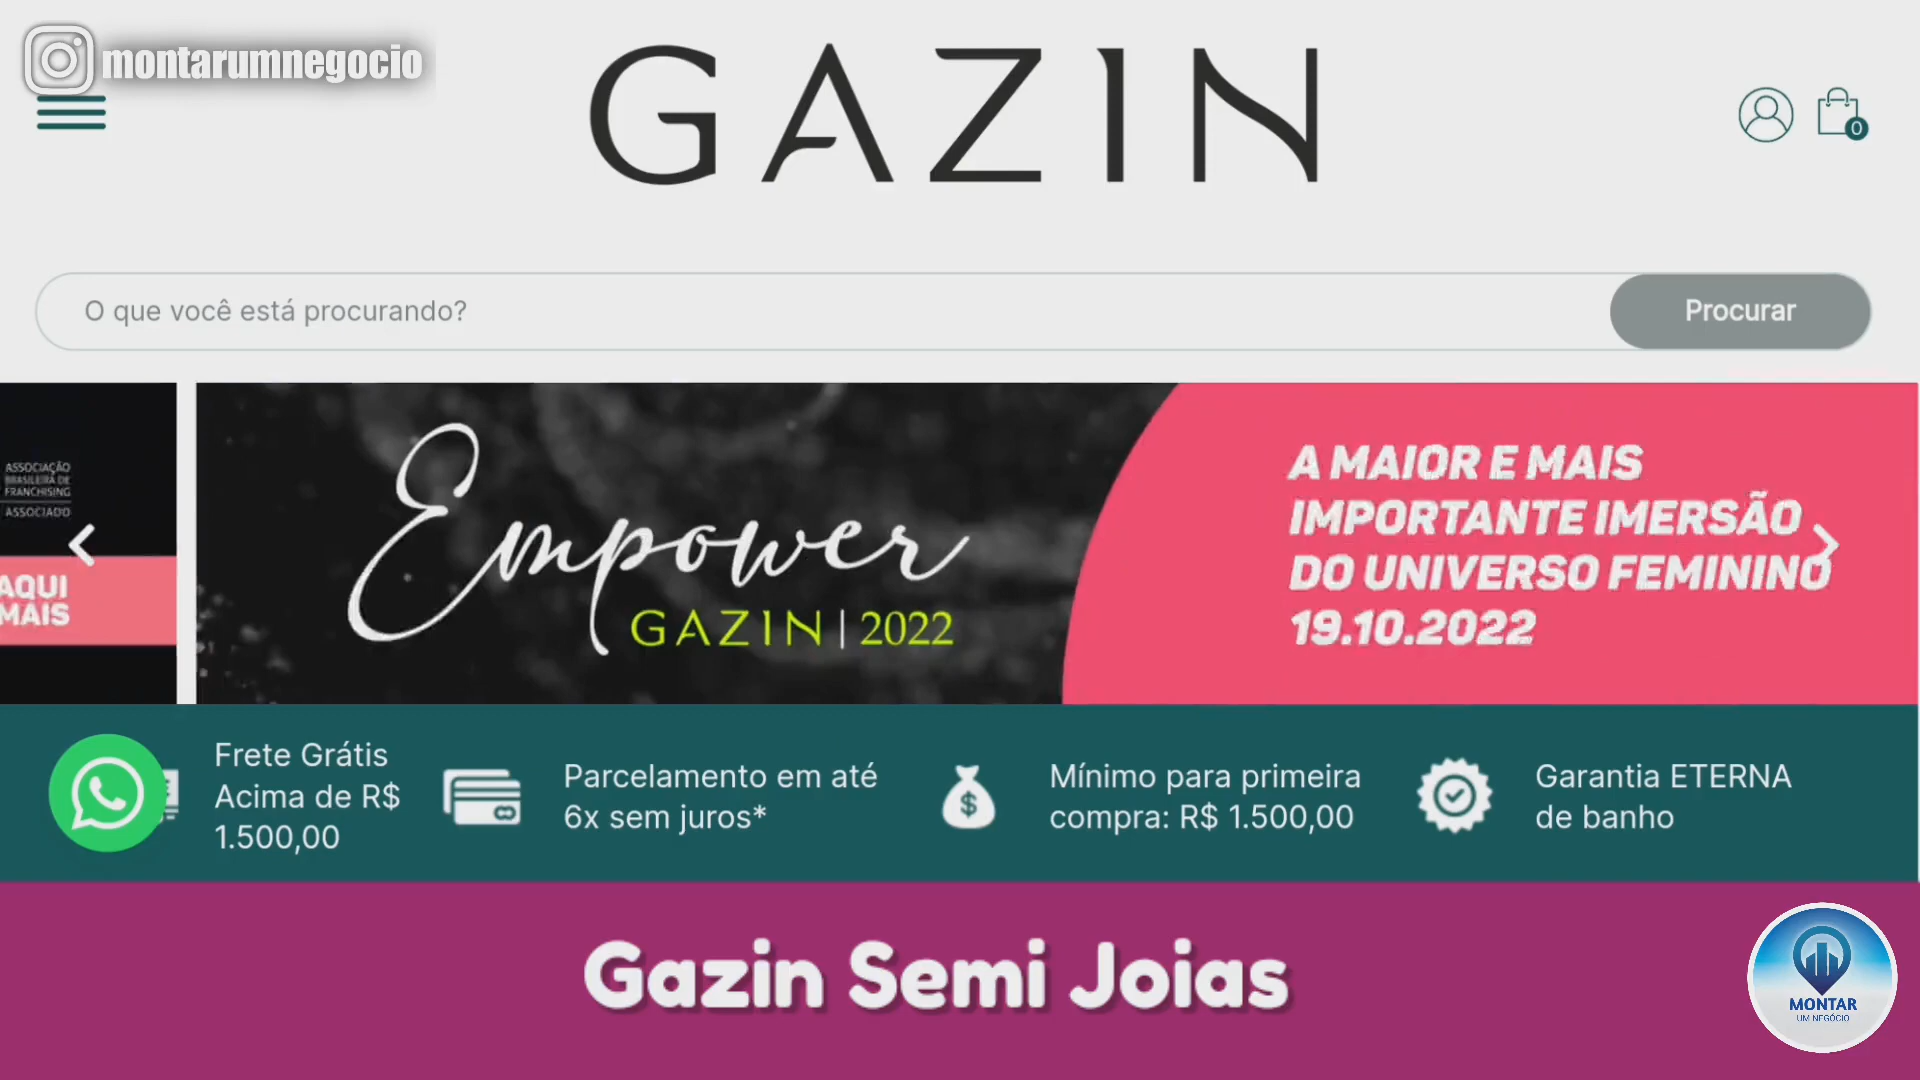 montarumnegocio
GAZIN
0
O que você está procurando?
Procurar
ASSOCIAÇÃO
BRASILEIRA DE
FRANCHISING
ASSOCIADO
AQUI
MAIS
Empower
GAZIN | 2022
A MAIOR E MAIS
IMPORTANTE IMERSÃO
DO UNIVERSO FEMININO
19.10.2022
Frete Grátis
Acima de R$
1.500,00
Parcelamento em até
6x sem juros*
Mínimo para primeira
compra: R$ 1.500,00
Garantia ETERNA
de banho
Gazin Semi Joias
MONTAR
UM NEGÓCIO